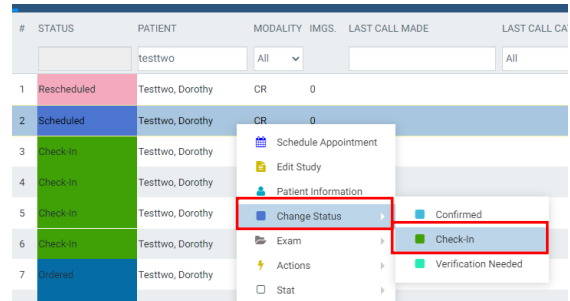 # STATUS PATIENT MODALITY IMGS. LAST CALL MADE LAST CALL CA
testtwo All All
1 Rescheduled Testtwo, Dorothy CR 0
2 Scheduled Testtwo, Dorothy CR 0
Schedule Appointment
3 Check-In Testtwo, Dorothy
Edit Study
4 Check-In Testtwo, Dorothy
Patient Information
5 Check-In Testtwo, Dorothy
Change Status Confirmed
6 Check-In Testtwo, Dorothy
Exam Check-In
Actions Verification Needed
7 Ordered Testtwo, Dorothy
Stat